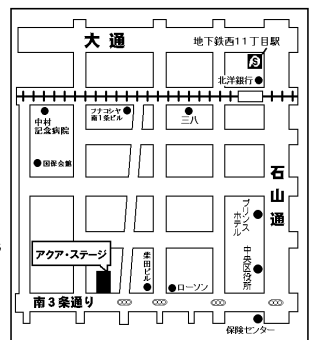 大通
地下鉄西11丁目駅
北洋銀行
中村
記念病院
フナコシヤ
南1条ビル
三八
国保会館
石山通
プリンス
ホテル
中央区役所
アクア・ステージ
柴田ビル
ローソン
南3条通り
保険センター